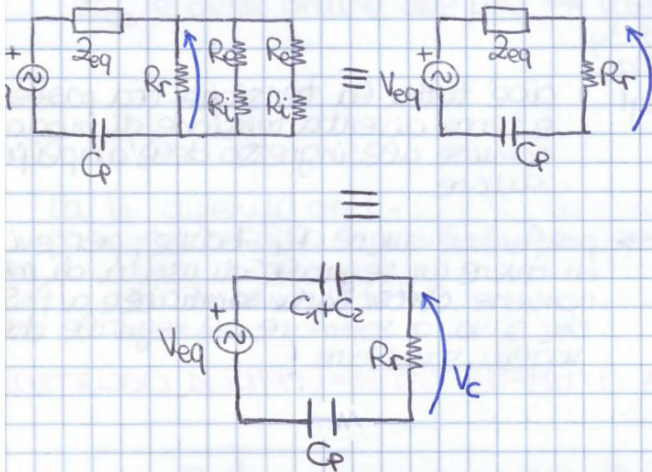 +
Zeq
Rr
Re
Re
Ri
Ri
Cp
≡
+
Veq
Zeq
Rr
Cp
≡
+
Veq
C1+C2
Rr
Vc
Cp